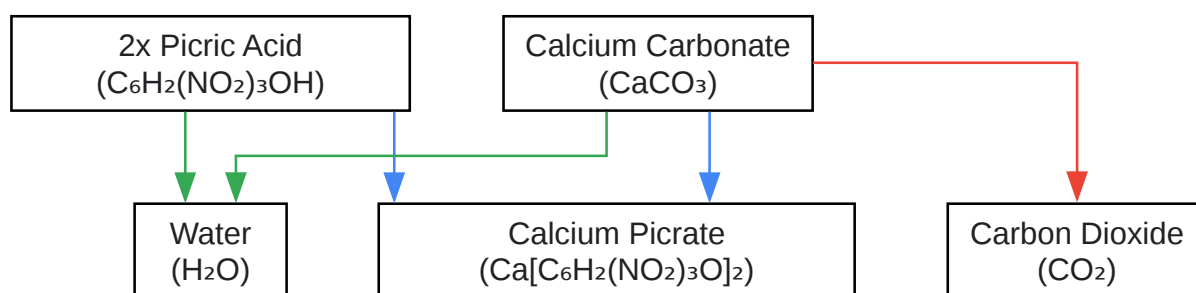 2x Picric Acid
(C₆H₂(NO₂)₃OH)
Calcium Carbonate
(CaCO₃)
Water
(H₂O)
Calcium Picrate
(Ca[C₆H₂(NO₂)₃O]₂)
Carbon Dioxide
(CO₂)